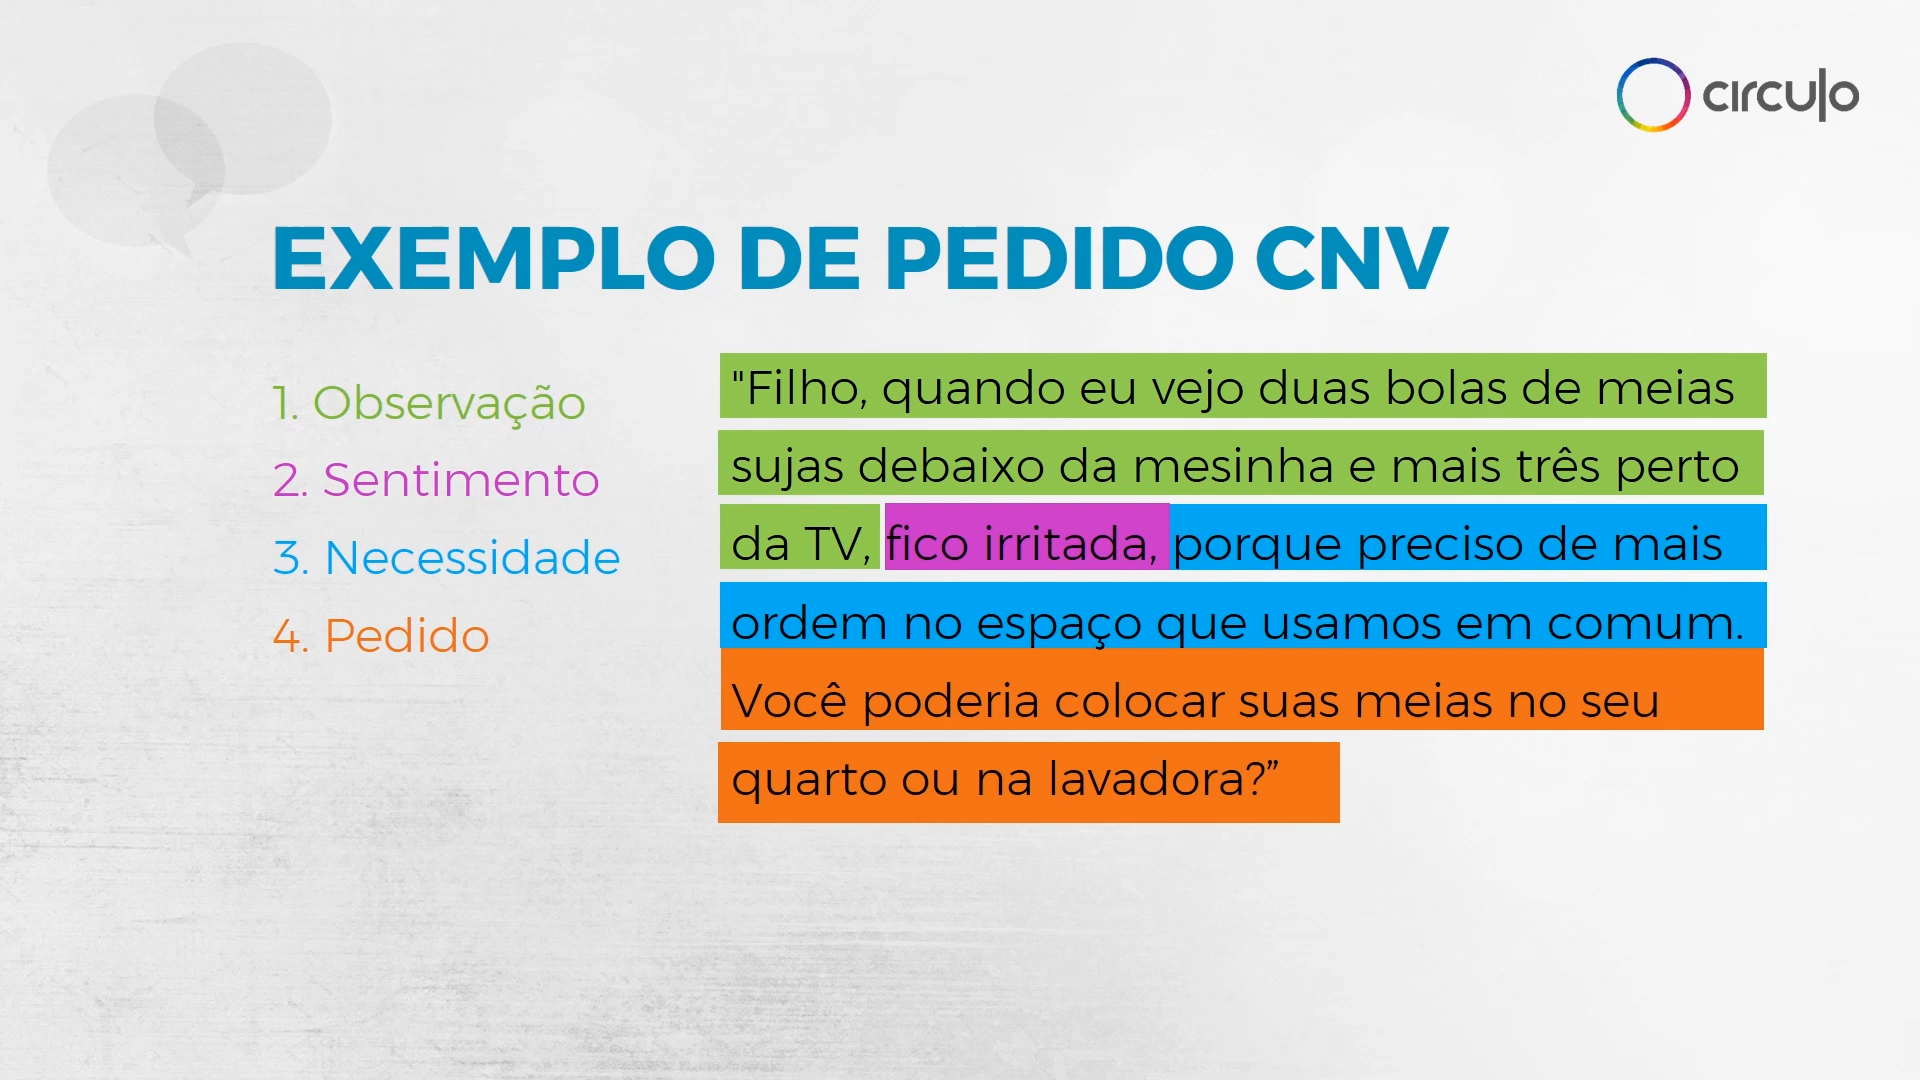 circulo
EXEMPLO DE PEDIDO CNV
1. Observação
2. Sentimento
3. Necessidade
4. Pedido
"Filho, quando eu vejo duas bolas de meias
sujas debaixo da mesinha e mais três perto
da TV, fico irritada, porque preciso de mais
ordem no espaço que usamos em comum.
Você poderia colocar suas meias no seu
quarto ou na lavadora?”